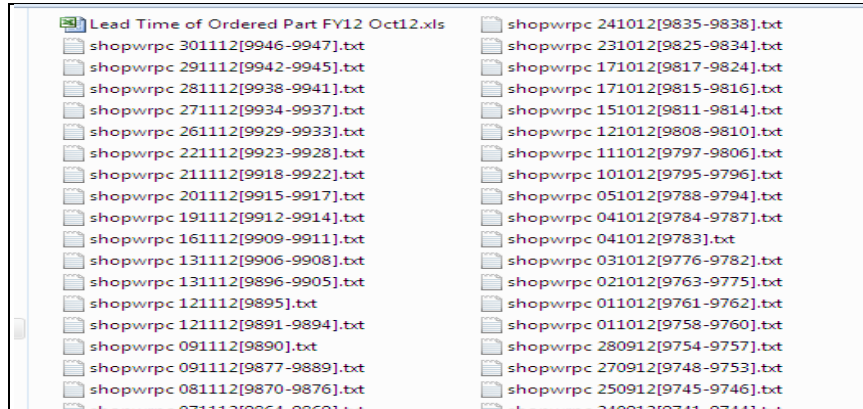 Lead Time of Ordered Part FY12 Oct12.xls
shopwrpc 301112[9946-9947].txt
shopwrpc 291112[9942-9945].txt
shopwrpc 281112[9938-9941].txt
shopwrpc 271112[9934-9937].txt
shopwrpc 261112[9929-9933].txt
shopwrpc 221112[9923-9928].txt
shopwrpc 211112[9918-9922].txt
shopwrpc 201112[9915-9917].txt
shopwrpc 191112[9912-9914].txt
shopwrpc 161112[9909-9911].txt
shopwrpc 131112[9906-9908].txt
shopwrpc 131112[9896-9905].txt
shopwrpc 121112[9895].txt
shopwrpc 121112[9891-9894].txt
shopwrpc 091112[9890].txt
shopwrpc 091112[9877-9889].txt
shopwrpc 081112[9870-9876].txt
shopwrpc 241012[9835-9838].txt
shopwrpc 231012[9825-9834].txt
shopwrpc 171012[9817-9824].txt
shopwrpc 171012[9815-9816].txt
shopwrpc 151012[9811-9814].txt
shopwrpc 121012[9808-9810].txt
shopwrpc 111012[9797-9806].txt
shopwrpc 101012[9795-9796].txt
shopwrpc 051012[9788-9794].txt
shopwrpc 041012[9784-9787].txt
shopwrpc 041012[9783].txt
shopwrpc 031012[9776-9782].txt
shopwrpc 021012[9763-9775].txt
shopwrpc 011012[9761-9762].txt
shopwrpc 011012[9758-9760].txt
shopwrpc 280912[9754-9757].txt
shopwrpc 270912[9748-9753].txt
shopwrpc 250912[9745-9746].txt